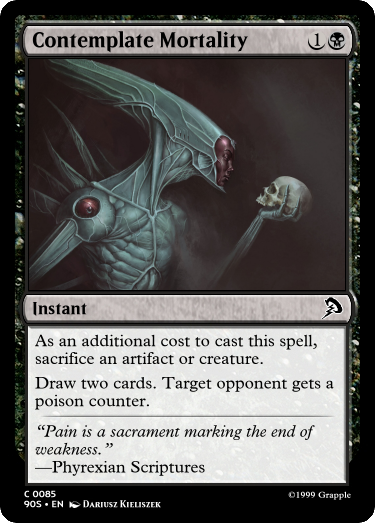 Contemplate Mortality 1
Instant
As an additional cost to cast this spell,
sacrifice an artifact or creature.
Draw two cards. Target opponent gets a
poison counter.
“Pain is a sacrament marking the end of
weakness.”
—Phyrexian Scriptures
C 0085
90S • EN Dariusz Kieliszek
©1999 Grapple